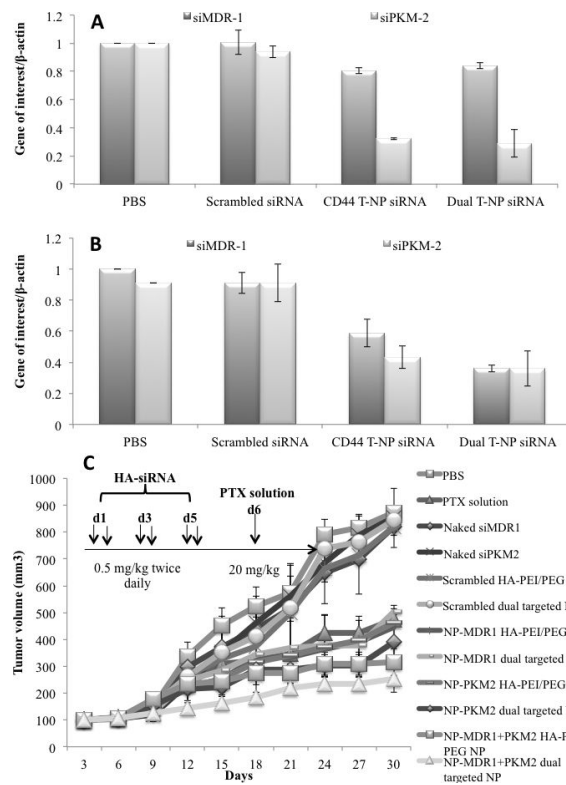 A
siMDR-1 siPKM-2
Gene of interest/β-actin
1.2
1
0.8
0.6
0.4
0.2
0
PBS Scrambled siRNA CD44 T-NP siRNA Dual T-NP siRNA
B
siMDR-1 siPKM-2
Gene of interest/β-actin
1.2
1
0.8
0.6
0.4
0.2
0
PBS Scrambled siRNA CD44 T-NP siRNA Dual T-NP siRNA
C
HA-siRNA
d1 d3 d5
PTX solution
d6
0.5 mg/kg twice
daily
20 mg/kg
Tumor volume (mm3)
1000
900
800
700
600
500
400
300
200
100
0
3 6 9 12 15 18 21 24 27 30
Days
PBS
PTX solution
Naked siMDR1
Naked siPKM2
Scrambled HA-PEI/PEG
Scrambled dual targeted
NP-MDR1 HA-PEI/PEG
NP-MDR1 dual targeted
NP-PKM2 HA-PEI/PEG
NP-PKM2 dual targeted
NP-MDR1+PKM2 HA-P
PEG NP
NP-MDR1+PKM2 dual
targeted NP